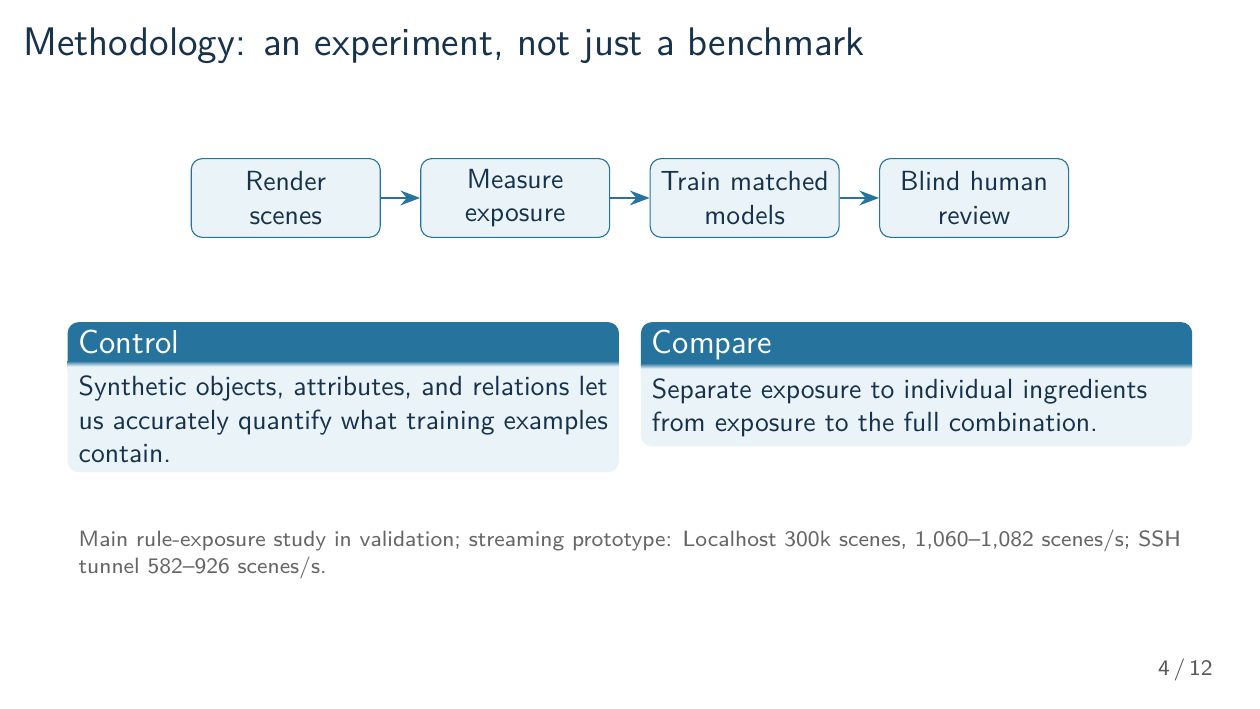 Methodology: an experiment, not just a benchmark
Render
scenes
Measure
exposure
Train matched
models
Blind human
review
Control
Synthetic objects, attributes, and relations let
us accurately quantify what training examples
contain.
Compare
Separate exposure to individual ingredients
from exposure to the full combination.
Main rule-exposure study in validation; streaming prototype: Localhost 300k scenes, 1,060–1,082 scenes/s; SSH
tunnel 582–926 scenes/s.
4 / 12